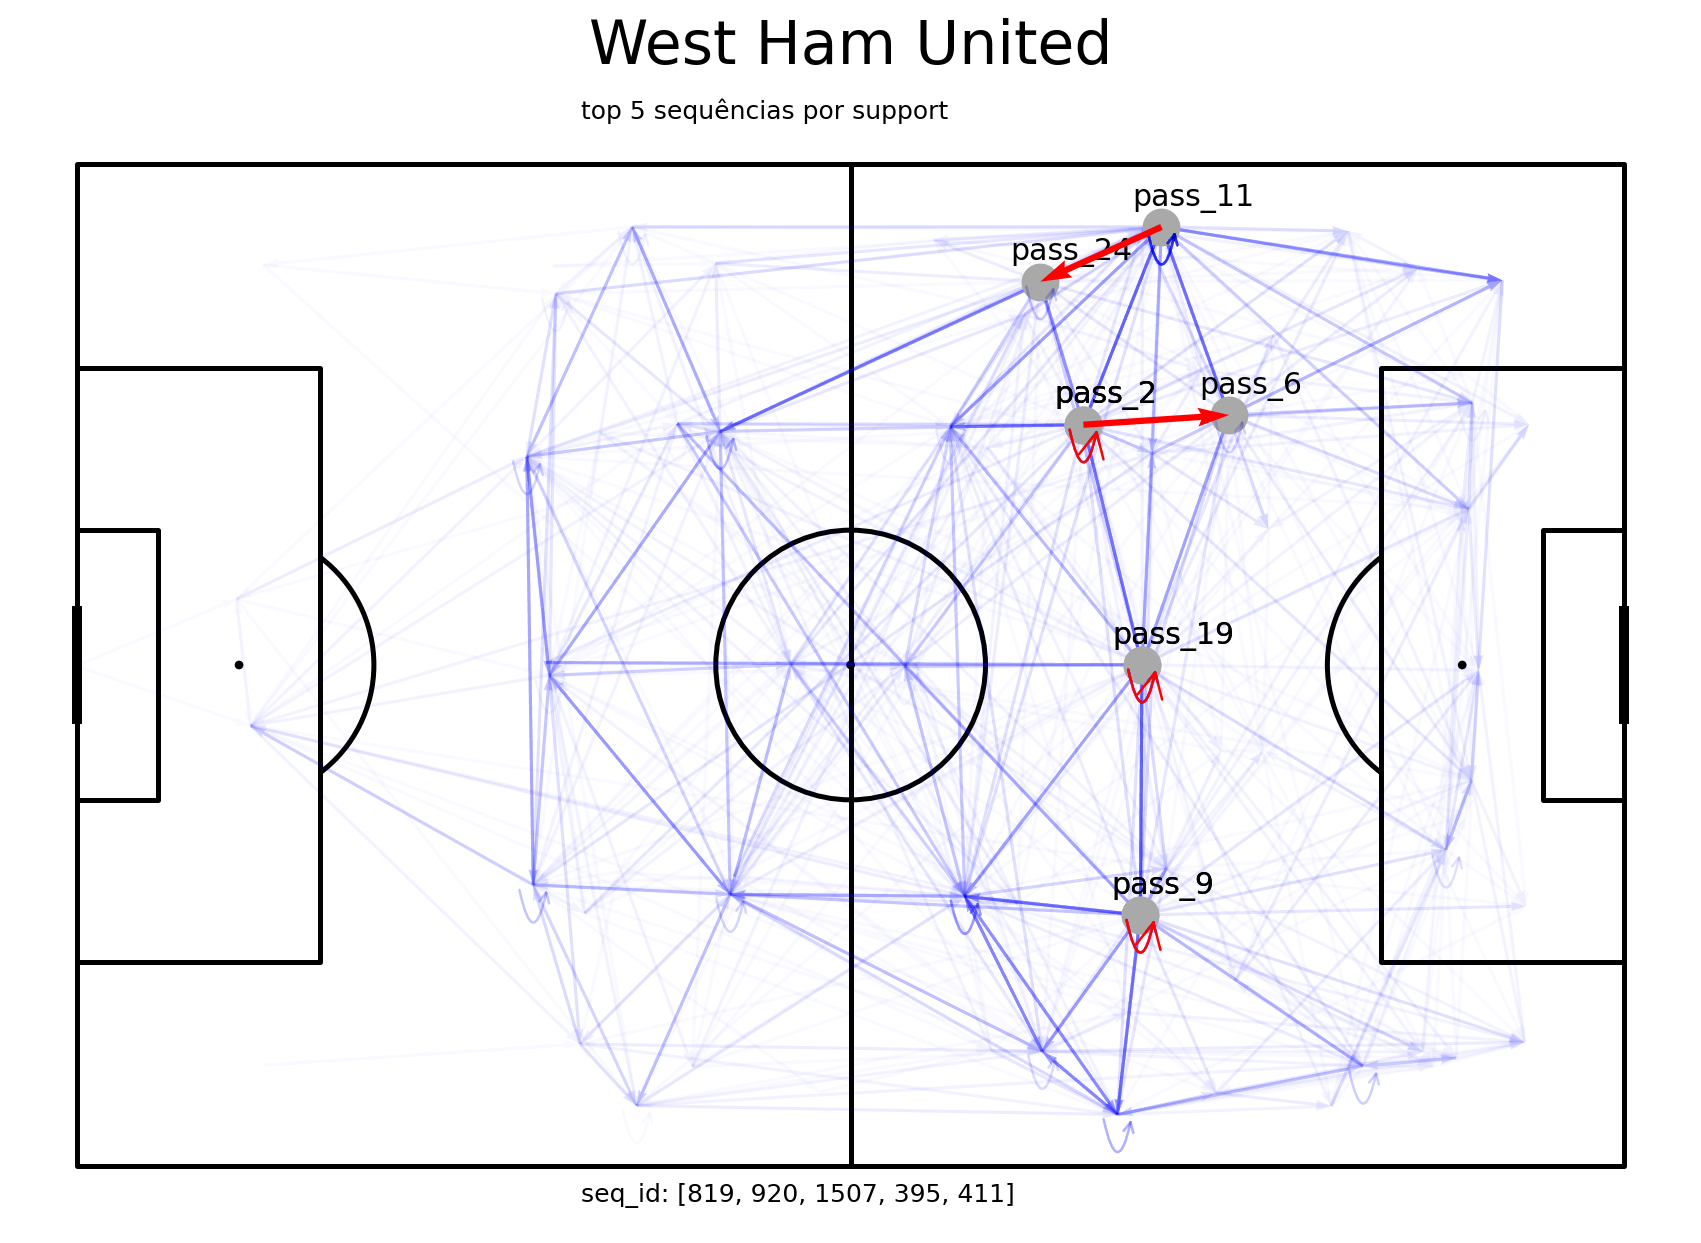 West Ham United
top 5 sequências por support
pass_11
pass_24
pass_6
pass_2
pass_19
pass_9
seq_id: [819, 920, 1507, 395, 411]